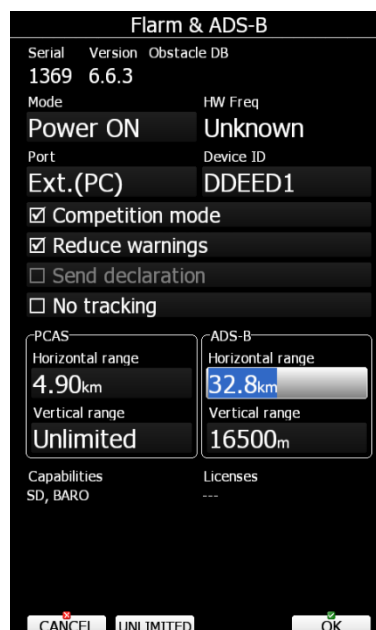 Flarm & ADS-B
Serial Version Obstacle DB
1369 6.6.3
Mode HW Freq
Power ON Unknown
Port Device ID
Ext.(PC) DDEED1
Competition mode
Reduce warnings
Send declaration
No tracking
PCAS ADS-B
Horizontal range Horizontal range
4.90km 32.8km
Vertical range Vertical range
Unlimited 16500m
Capabilities Licenses
SD, BARO ---
CANCEL UNLIMITED OK